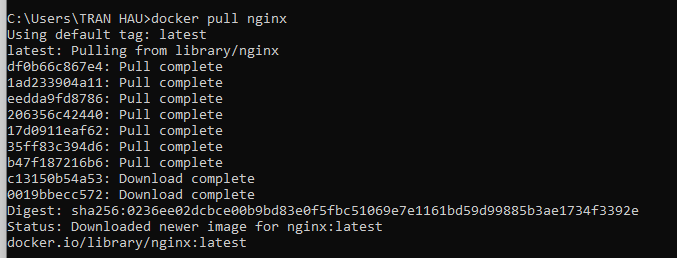 C:\Users\TRAN HAU>docker pull nginx
Using default tag: latest
latest: Pulling from library/nginx
df0b66c867e4: Pull complete
1ad233904a11: Pull complete
eedda9fd8786: Pull complete
206356c42440: Pull complete
17d0911eaf62: Pull complete
35ff83c394d6: Pull complete
b47f187216b6: Pull complete
c13150b54a53: Download complete
0019bbecc572: Download complete
Digest: sha256:0236ee02dcbce00b9bd83e0f5fbc51069e7e1161bd59d99885b3ae1734f3392e
Status: Downloaded newer image for nginx:latest
docker.io/library/nginx:latest